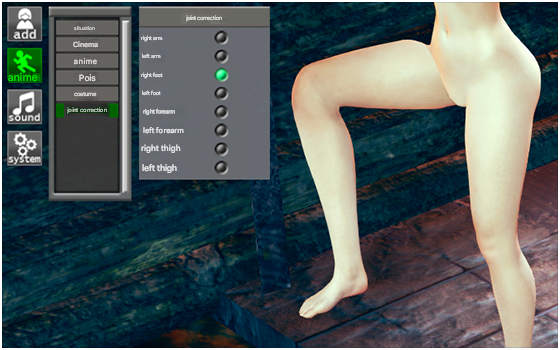 add
anime
sound
system
situation
Cinema
anime
Pois
costume
joint correction
joint correction
right arm
left arm
right foot
left foot
right forearm
left forearm
right thigh
left thigh